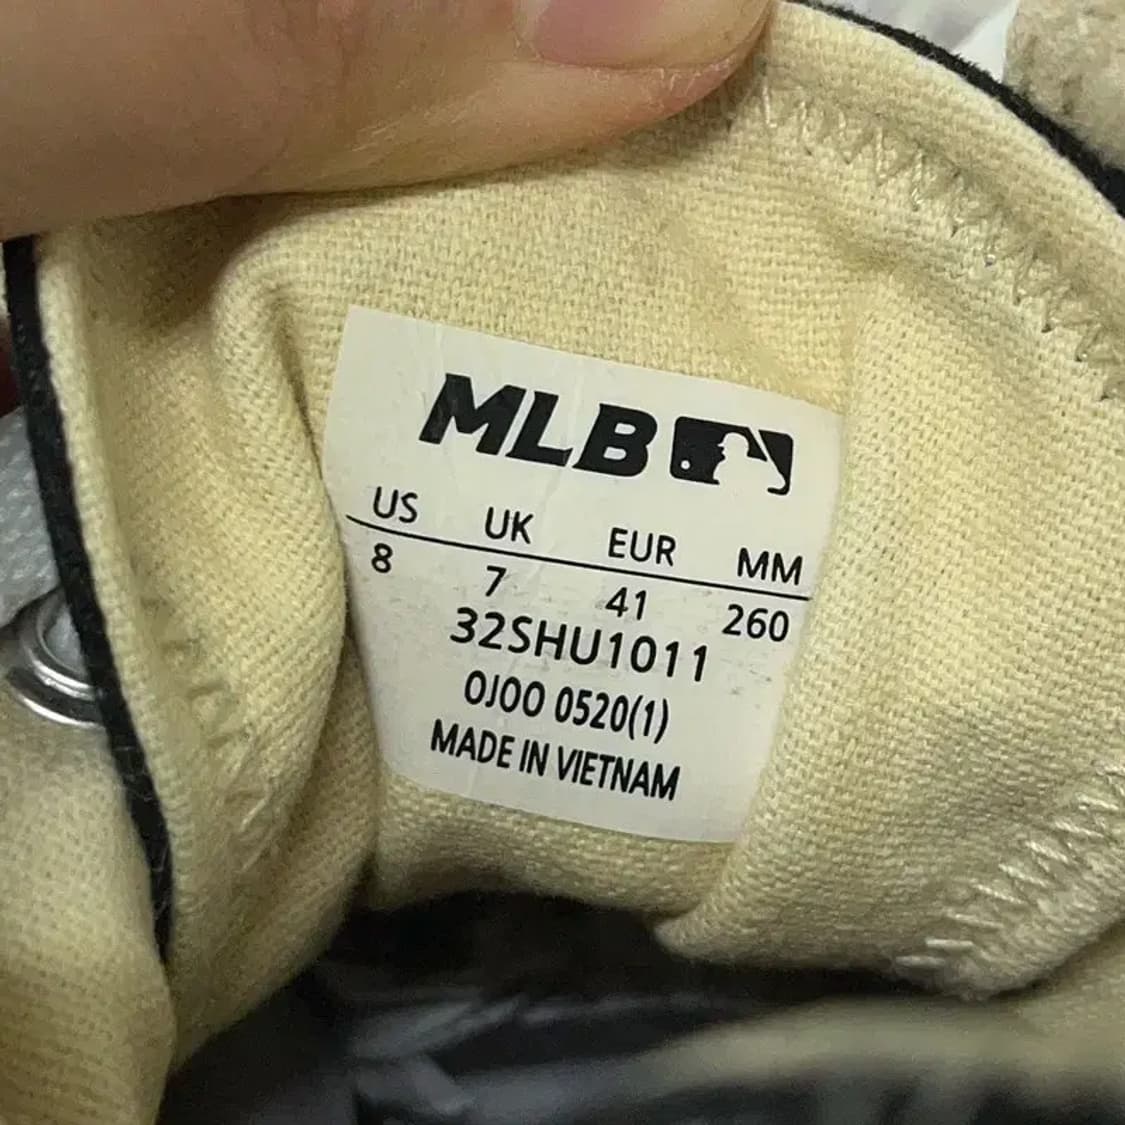 MLB
US UK EUR MM
8 7 41 260
32SHU1011
0J00 0520(1)
MADE IN VIETNAM